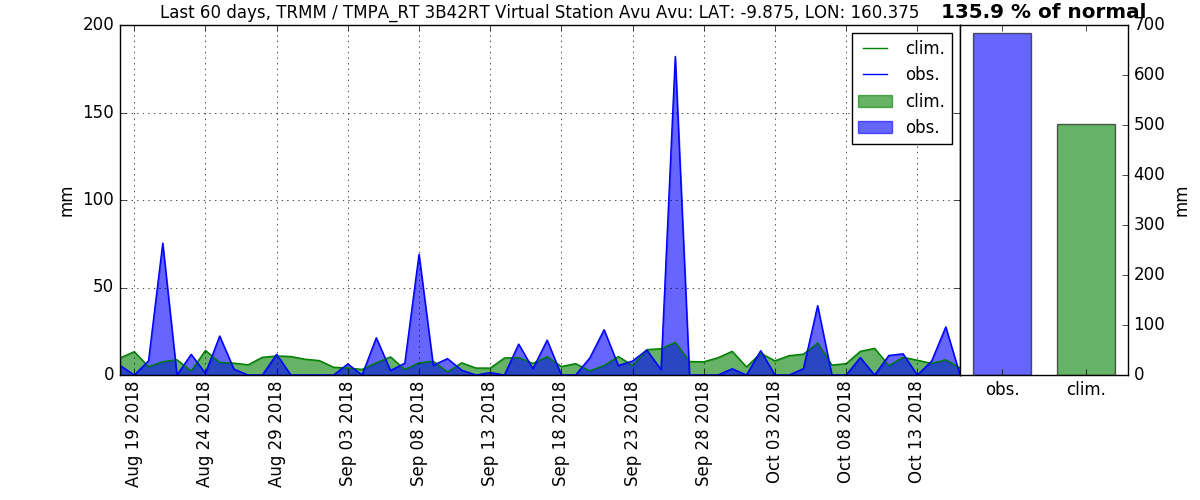 Last 60 days, TRMM / TMPA_RT 3B42RT Virtual Station Avu Avu: LAT: -9.875, LON: 160.375
135.9 % of normal
200
150
100
50
0
mm
clim.
obs.
clim.
obs.
700
600
500
400
300
200
100
0
mm
Aug 19 2018
Aug 24 2018
Aug 29 2018
Sep 03 2018
Sep 08 2018
Sep 13 2018
Sep 18 2018
Sep 23 2018
Sep 28 2018
Oct 03 2018
Oct 08 2018
Oct 13 2018
obs.
clim.